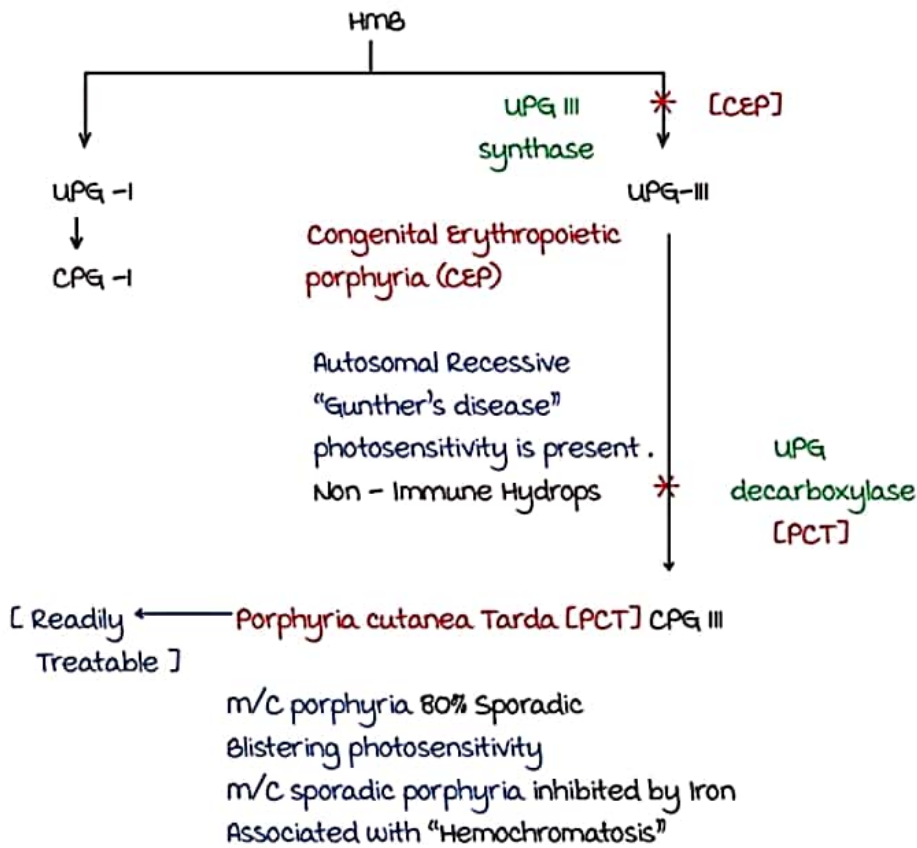 HMB
UPG III
synthase
[CEP]
UPG -I
UPG-III
CPG -I
Congenital Erythropoietic
porphyria (CEP)
Autosomal Recessive
"Gunther's disease"
photosensitivity is present .
Non - Immune Hydrops
UPG
decarboxylase
[PCT]
[ Readily
Treatable ]
Porphyria cutanea Tarda [PCT] CPG III
m/c porphyria 80% Sporadic
Blistering photosensitivity
m/c sporadic porphyria inhibited by Iron
Associated with "Hemochromatosis"